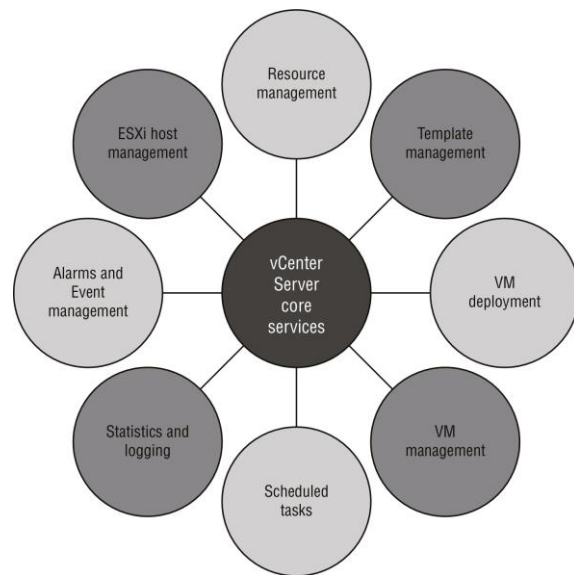 Resource
management
ESXi host
management
Template
management
Alarms and
Event
management
vCenter
Server
core
services
VM
deployment
Statistics and
logging
VM
management
Scheduled
tasks